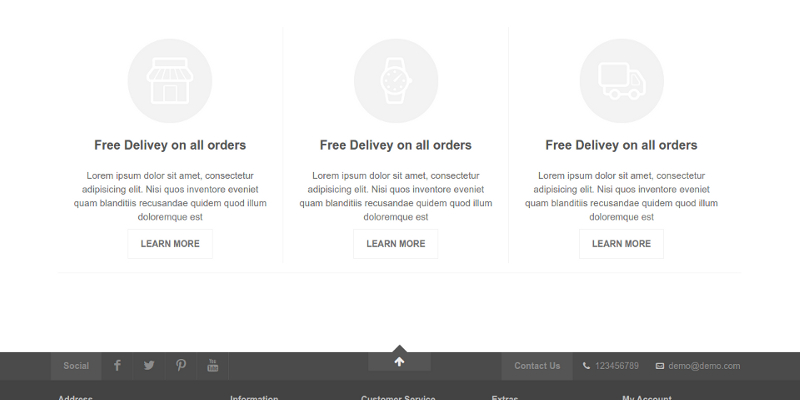 Free Delivey on all orders
Lorem ipsum dolor sit amet, consectetur
adipisicing elit. Nisi quos inventore eveniet
quam blanditiis recusandae quidem quod illum
doloremque est
LEARN MORE
Free Delivey on all orders
Lorem ipsum dolor sit amet, consectetur
adipisicing elit. Nisi quos inventore eveniet
quam blanditiis recusandae quidem quod illum
doloremque est
LEARN MORE
Free Delivey on all orders
Lorem ipsum dolor sit amet, consectetur
adipisicing elit. Nisi quos inventore eveniet
quam blanditiis recusandae quidem quod illum
doloremque est
LEARN MORE
Social
You Tube
Contact Us
123456789
demo@demo.com
Address
Information
Customer Service
Extras
My Account